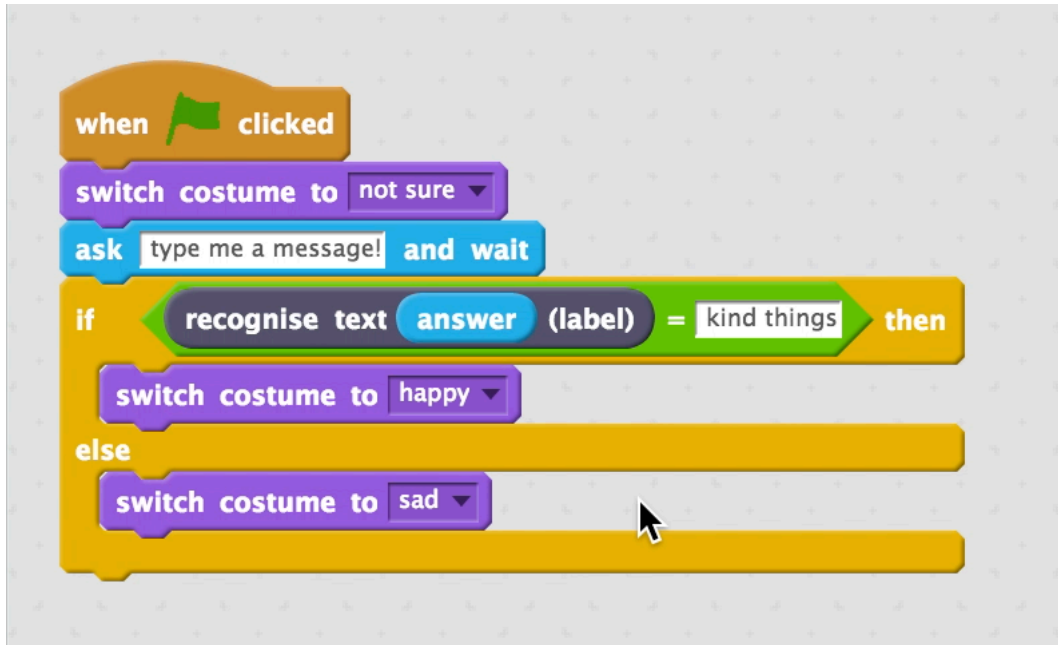 when clicked
switch costume to not sure
ask type me a message! and wait
if recognise text answer (label) = kind things then
switch costume to happy
else
switch costume to sad